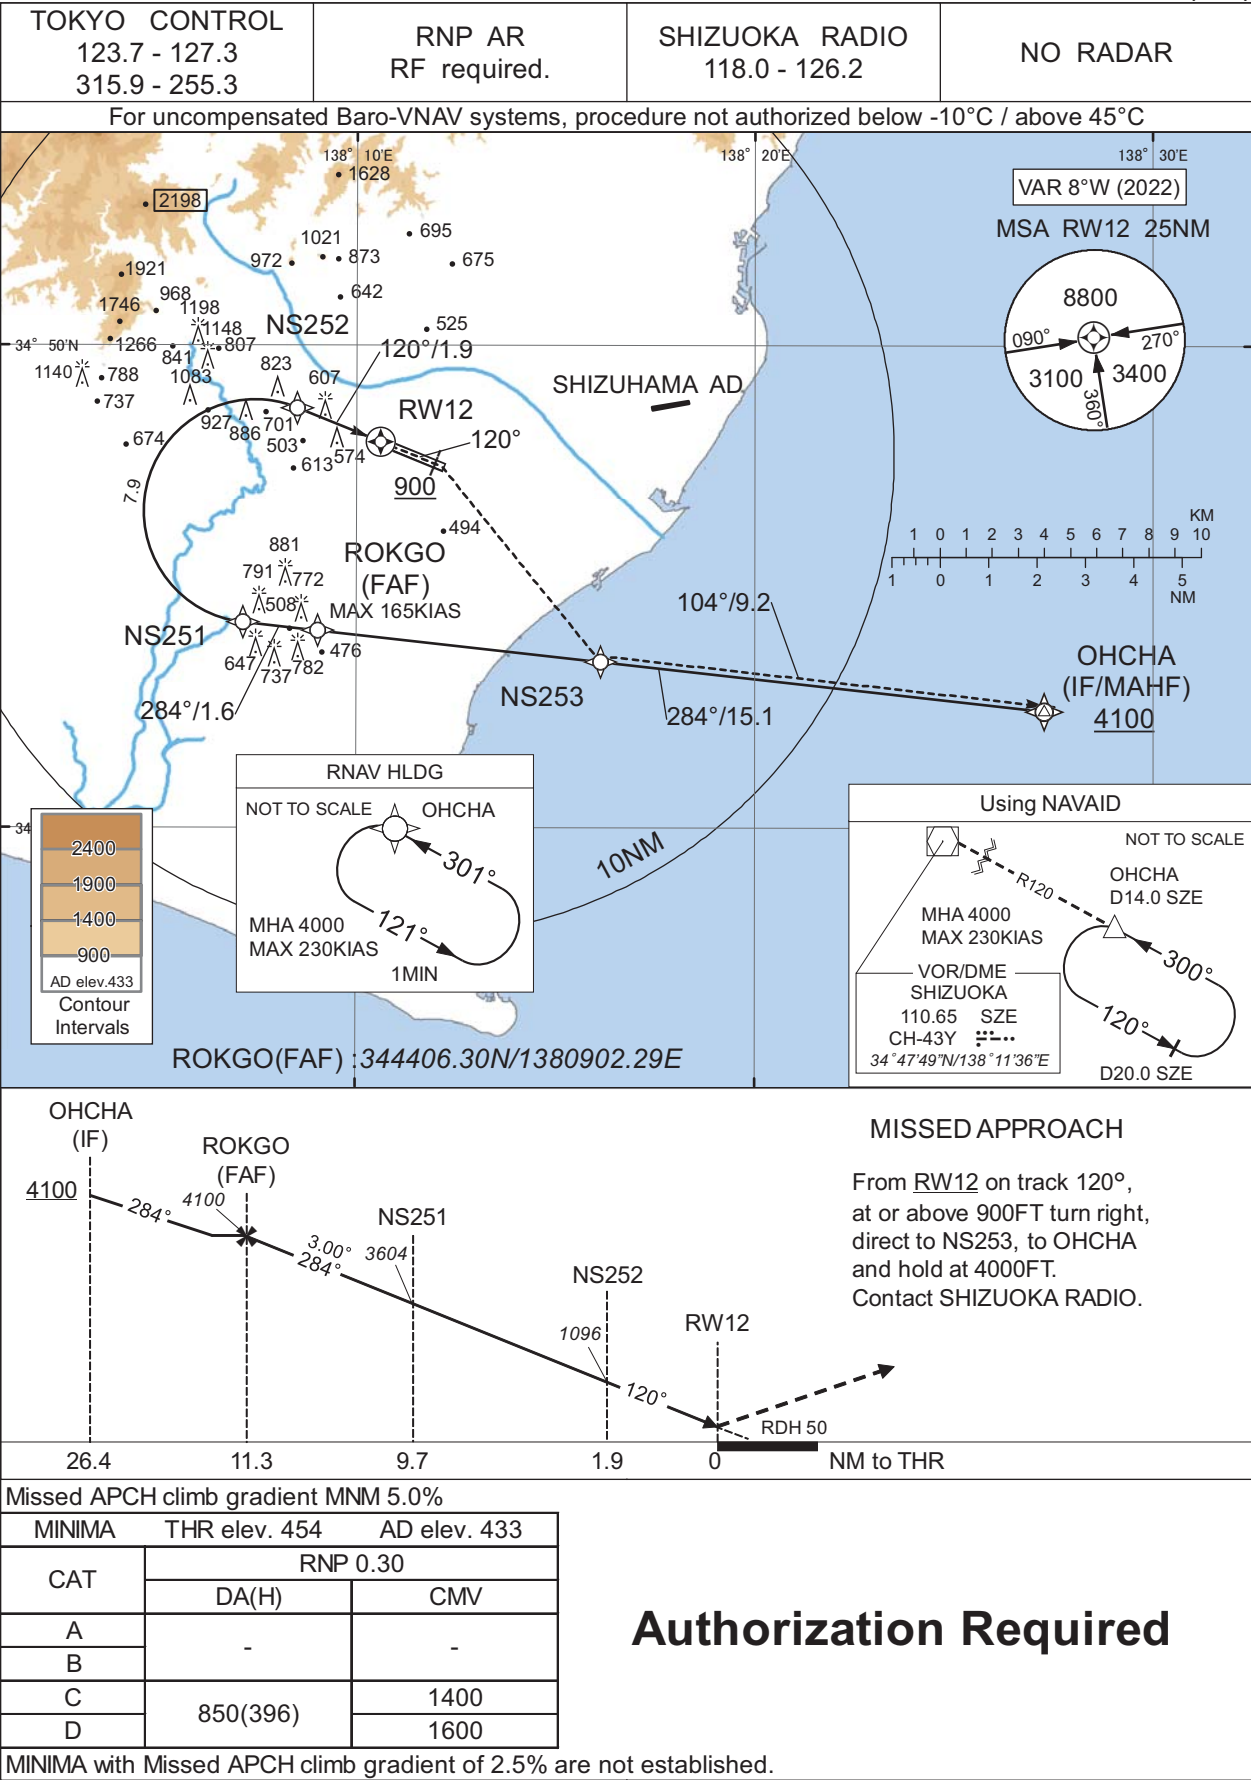 TOKYO CONTROL
123.7 - 127.3
315.9 - 255.3
RNP AR
RF required.
SHIZUOKA RADIO
118.0 - 126.2
NO RADAR
For uncompensated Baro-VNAV systems, procedure not authorized below -10°C / above 45°C
138° 10'E
138° 20'E
138° 30'E
1628
2198
VAR 8°W (2022)
MSA RW12 25NM
8800
090°
270°
3100
3400
360°
695
1021
972
873
675
1921
642
968
1746
1198
NS252
525
1148
34° 50'N
1266
841
807
120°/1.9
1140
788
823
1083
607
SHIZUHAMA AD
737
RW12
927
886
701
674
503
574
120°
613
900
7.9
494
881
ROKGO
(FAF)
MAX 165KIAS
791
772
508
NS251
647
737
782
476
284°/1.6
KM
1 0 1 2 3 4 5 6 7 8 9 10
1 0 1 2 3 4 5
NM
104°/9.2
NS253
284°/15.1
OHCHA
(IF/MAHF)
4100
34
10NM
RNAV HLDG
NOT TO SCALE
OHCHA
301°
121°
MHA 4000
MAX 230KIAS
1MIN
2400
1900
1400
900
AD elev.433
Contour
Intervals
Using NAVAID
NOT TO SCALE
R120
OHCHA
D14.0 SZE
MHA 4000
MAX 230KIAS
300°
120°
D20.0 SZE
VOR/DME
SHIZUOKA
110.65 SZE
CH-43Y
34°47'49"N/138°11'36"E
ROKGO(FAF) :344406.30N/1380902.29E
OHCHA
(IF)
4100
284°
ROKGO
(FAF)
4100
3.00°
284°
NS251
3604
NS252
1096
120°
RW12
RDH 50
26.4
11.3
9.7
1.9
0
NM to THR
MISSED APPROACH
From RW12 on track 120°,
at or above 900FT turn right,
direct to NS253, to OHCHA
and hold at 4000FT.
Contact SHIZUOKA RADIO.
Missed APCH climb gradient MNM 5.0%
MINIMA THR elev. 454 AD elev. 433
CAT
RNP 0.30
DA(H)
CMV
A
B
-
-
C
850(396)
1400
D
1600
MINIMA with Missed APCH climb gradient of 2.5% are not established.
Authorization Required